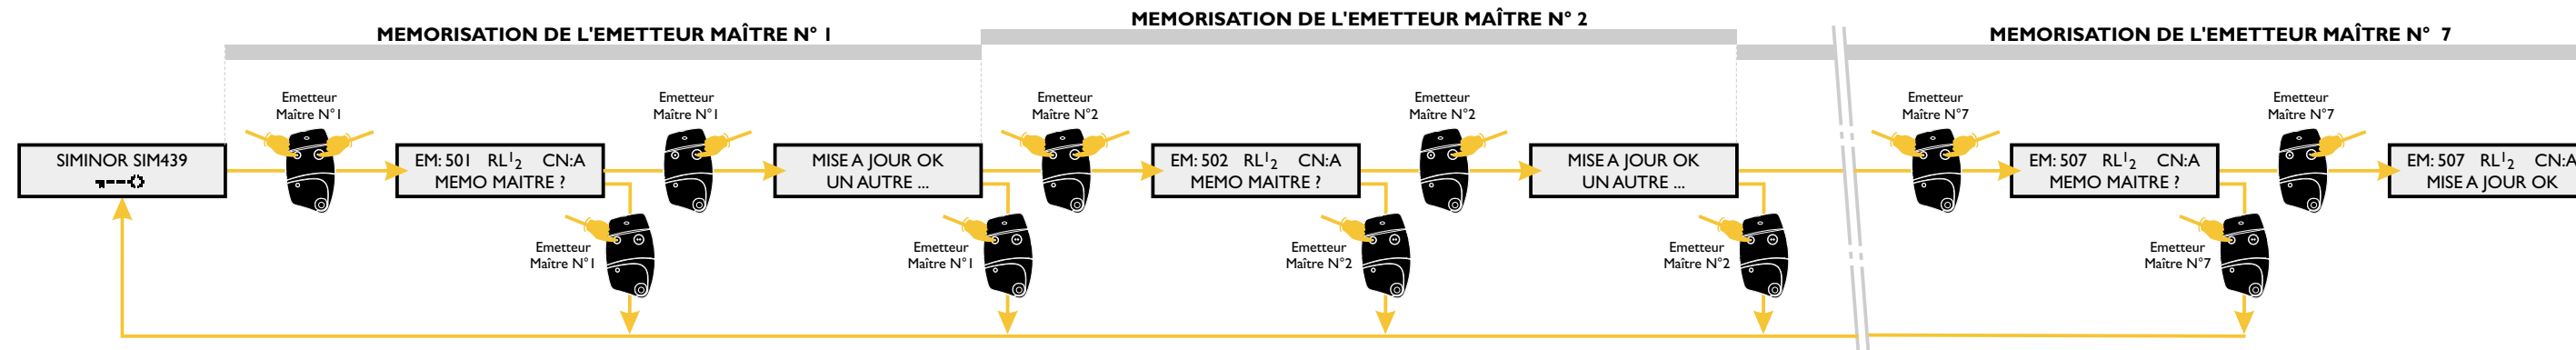 MEMORISATION DE L'EMETTEUR MAÎTRE N° 1
MEMORISATION DE L'EMETTEUR MAÎTRE N° 2
MEMORISATION DE L'EMETTEUR MAÎTRE N° 7
Emetteur
Maître N°1
Emetteur
Maître N°1
Emetteur
Maître N°2
Emetteur
Maître N°2
Emetteur
Maître N°7
Emetteur
Maître N°7
SIMINOR SIM439
EM: 501 RL12 CN:A
MEMO MAITRE ?
MISE A JOUR OK
UN AUTRE ...
EM: 502 RL12 CN:A
MEMO MAITRE ?
MISE A JOUR OK
UN AUTRE ...
EM: 507 RL12 CN:A
MEMO MAITRE ?
EM: 507 RL12 CN:A
MISE A JOUR OK
Emetteur
Maître N°1
Emetteur
Maître N°1
Emetteur
Maître N°2
Emetteur
Maître N°2
Emetteur
Maître N°7